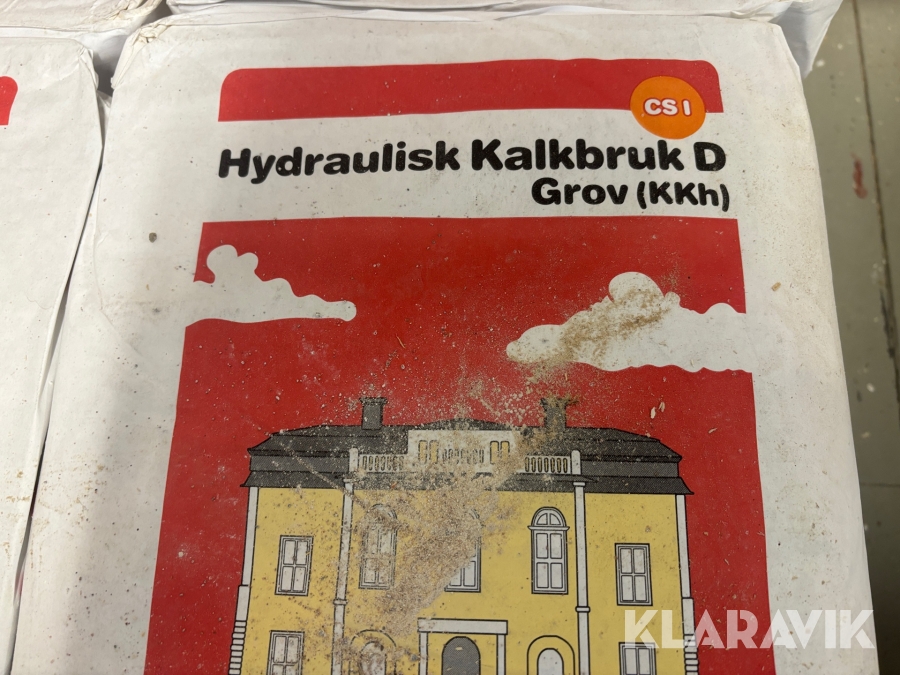 CS I
Hydraulisk Kalkbruk D
Grov (KKh)
KLARAVIK